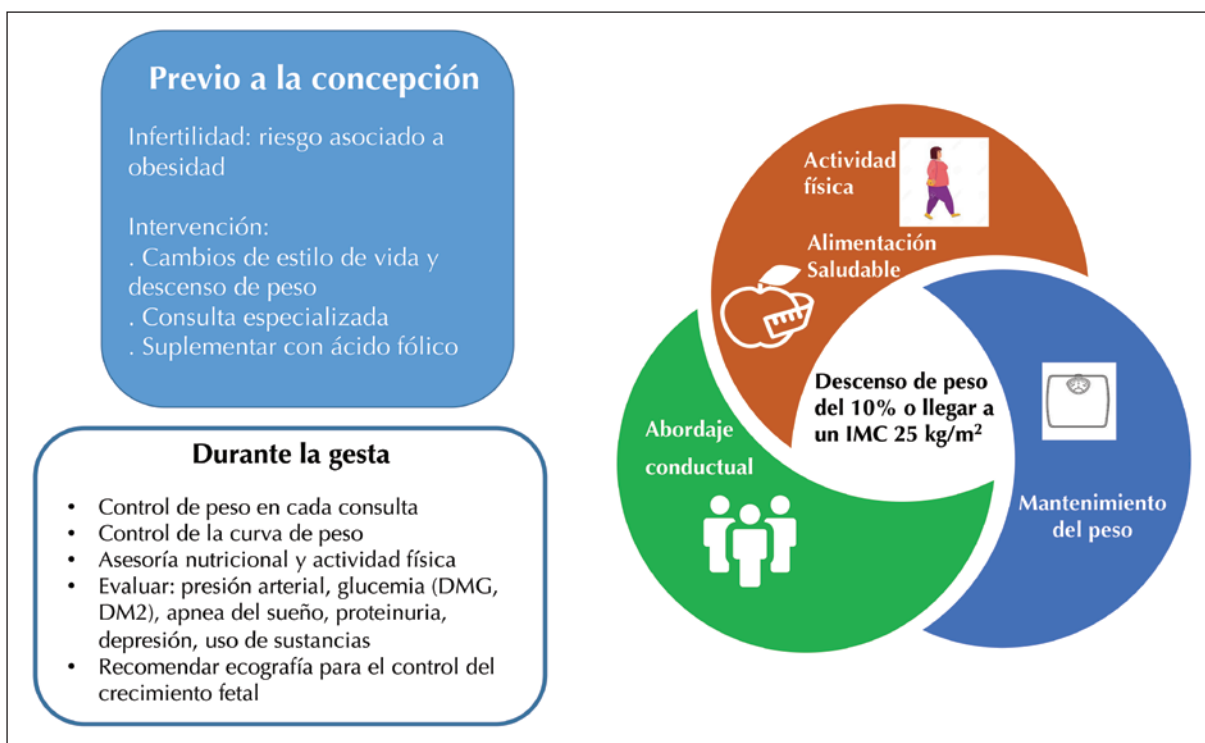 Previo a la concepción
Infertilidad: riesgo asociado a
obesidad
Intervención:
. Cambios de estilo de vida y
descenso de peso
. Consulta especializada
. Suplementar con ácido fólico
Durante la gesta
• Control de peso en cada consulta
• Control de la curva de peso
• Asesoría nutricional y actividad física
• Evaluar: presión arterial, glucemia (DMG,
DM2), apnea del sueño, proteinuria,
depresión, uso de sustancias
• Recomendar ecografía para el control del
crecimiento fetal
Actividad
física
Alimentación
Saludable
Descenso de peso
del 10% o llegar a
un IMC 25 kg/m²
Abordaje
conductual
Mantenimiento
del peso